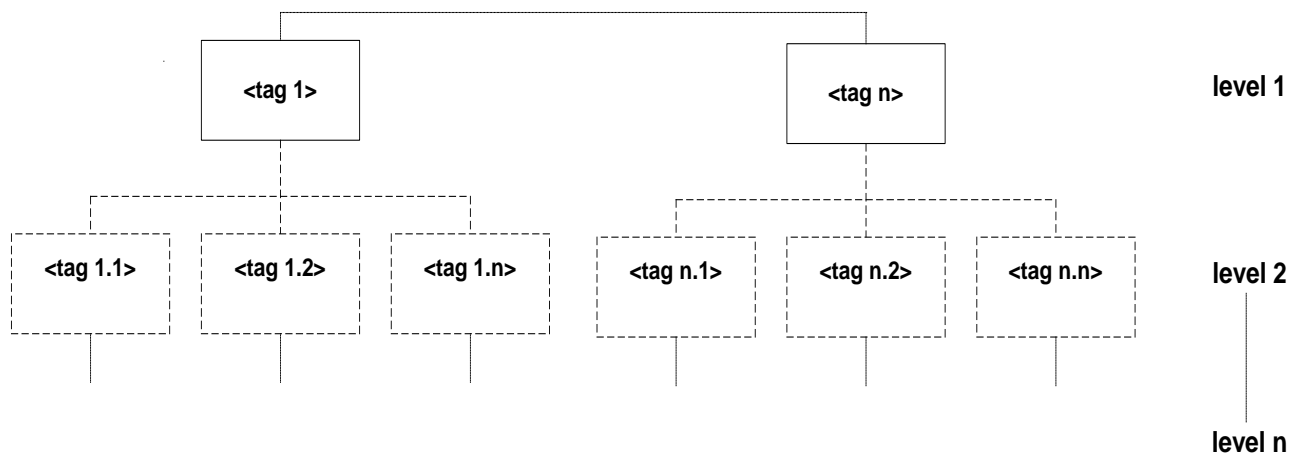 <tag 1>
<tag n>
level 1
<tag 1.1>
<tag 1.2>
<tag 1.n>
<tag n.1>
<tag n.2>
<tag n.n>
level 2
level n